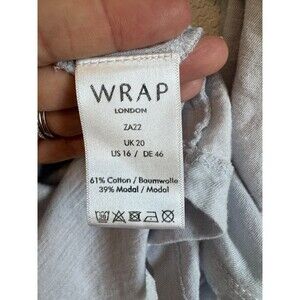 WRAP
LONDON
ZA22
UK 20
US 16 / DE 46
61% Cotton / Baumwolle
39% Modal / Modal